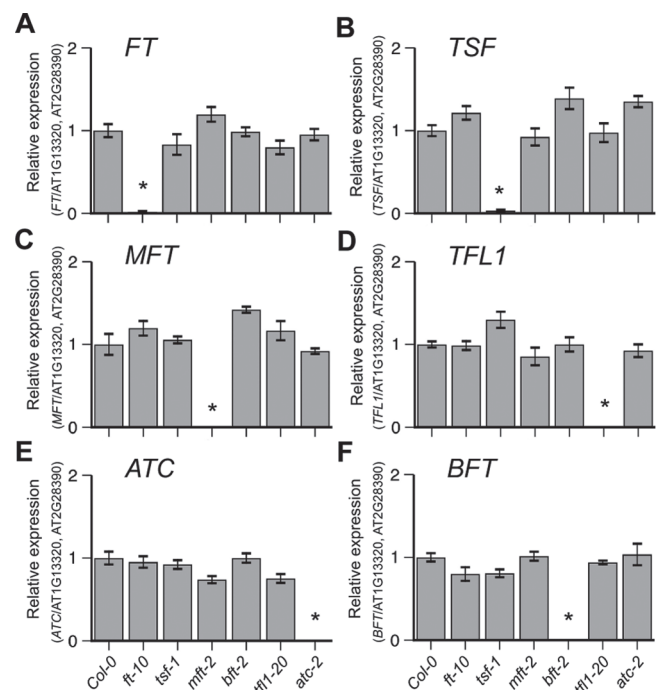 A
FT
2
1
0
Relative expression
(FT/AT1G13320, AT2G28390)
*
B
TSF
2
1
0
Relative expression
(TSF/AT1G13320, AT2G28390)
*
C
MFT
2
1
0
Relative expression
(MFT/AT1G13320, AT2G28390)
*
D
TFL1
2
1
0
Relative expression
(TFL1/AT1G13320, AT2G28390)
*
E
ATC
2
1
0
Relative expression
(ATC/AT1G13320, AT2G28390)
*
Col-0
ft-10
tsf-1
mft-2
bft-2
tfl1-20
atc-2
F
BFT
2
1
0
Relative expression
(BFT/AT1G13320, AT2G28390)
*
Col-0
ft-10
tsf-1
mft-2
bft-2
tfl1-20
atc-2